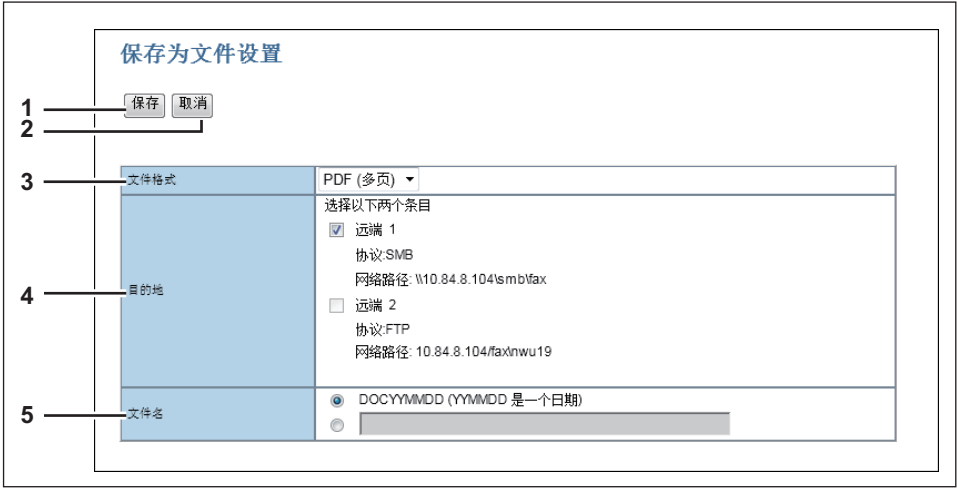 保存为文件设置
1 保存 取消
2
3 文件格式 PDF (多页)
选择以下两个条目
远端 1
协议:SMB
网络路径: \\10.84.8.104\smb\fax
4 目的地
远端 2
协议:FTP
网络路径: 10.84.8.104/fax\nwu19
DOCYYMMDD (YYMMDD 是一个日期)
5 文件名